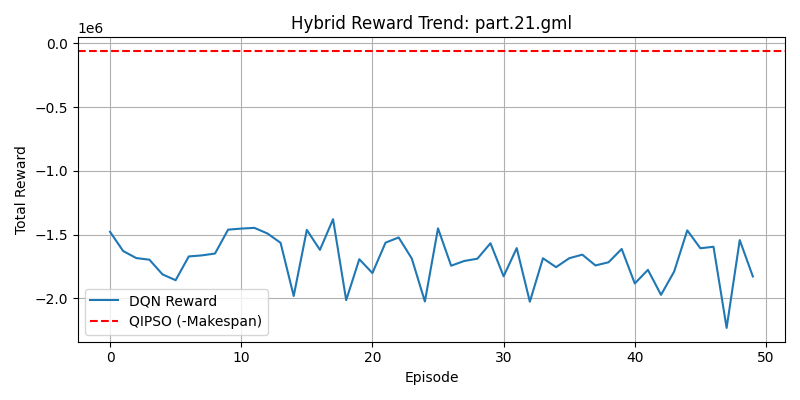 Hybrid Reward Trend: part.21.gml
1e6
0.0
−0.5
−1.0
−1.5
−2.0
Total Reward
DQN Reward
QIPSO (-Makespan)
0 10 20 30 40 50
Episode